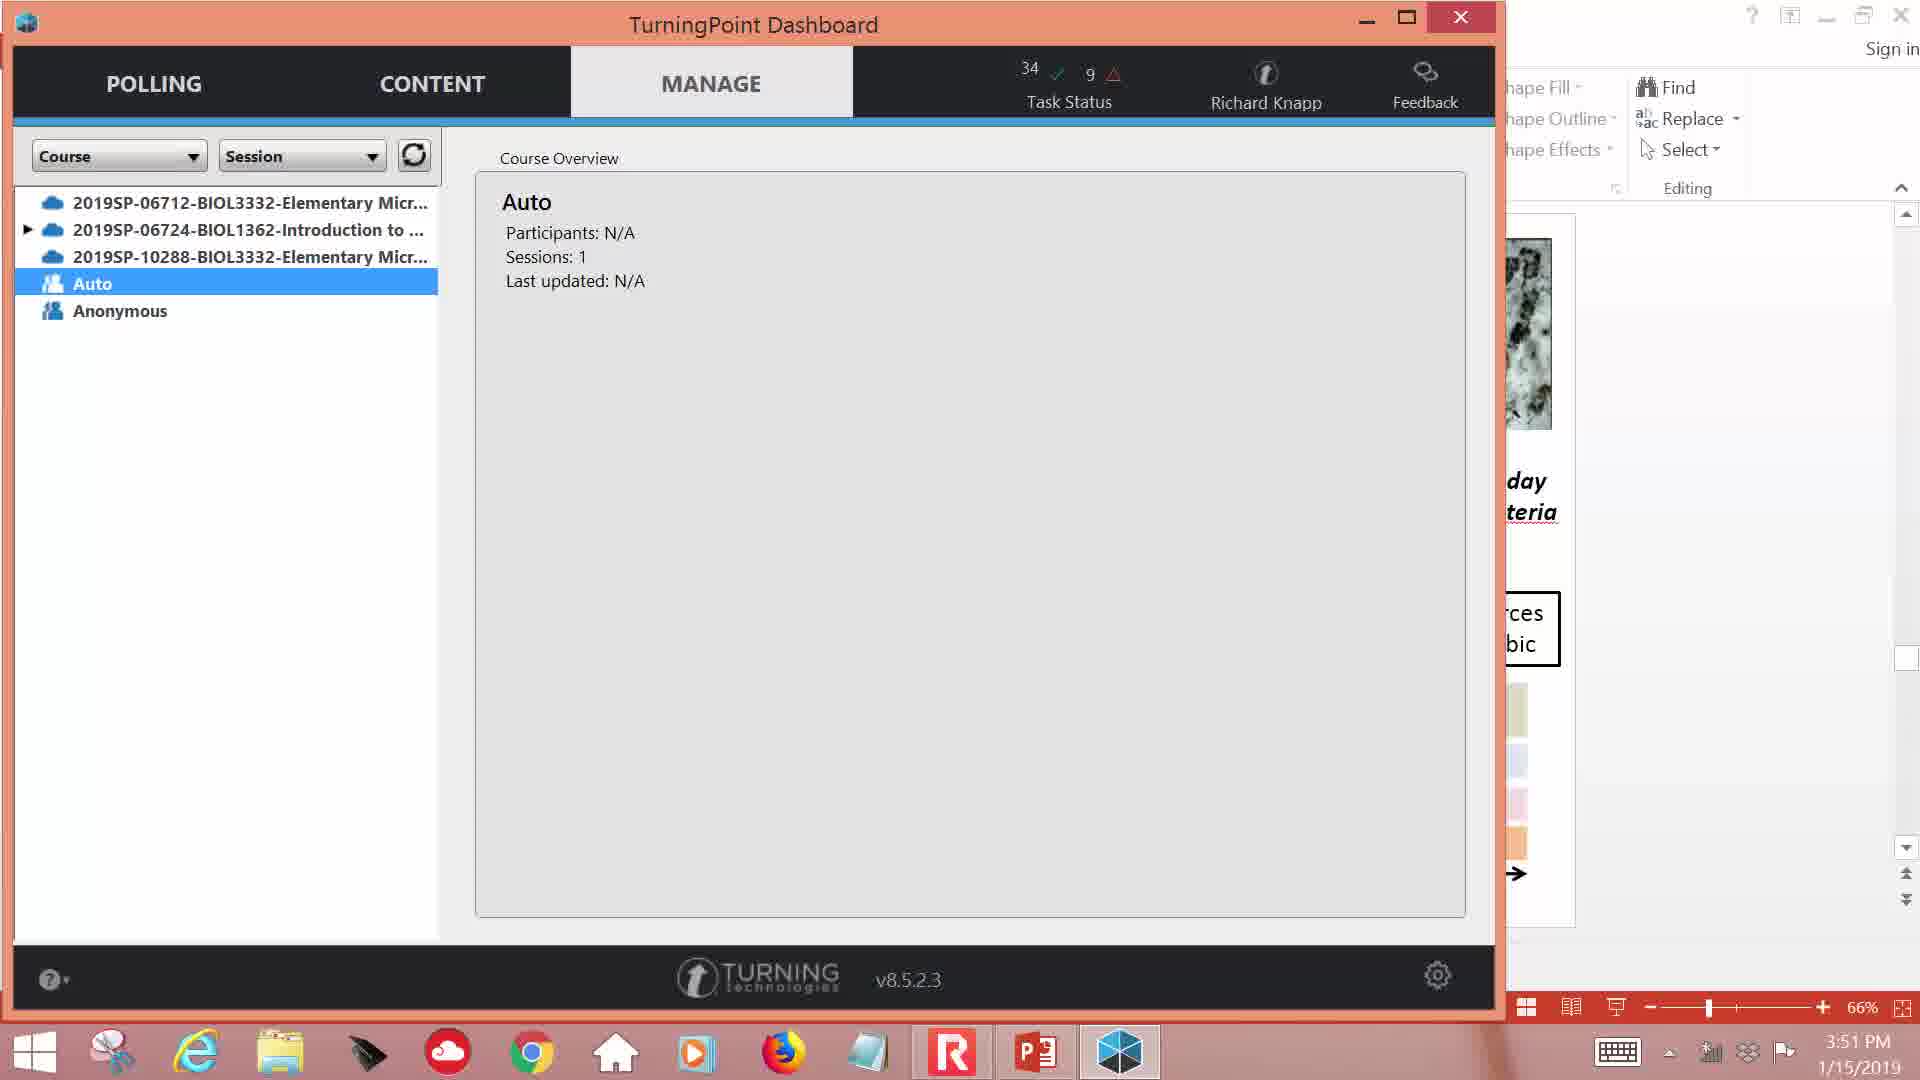 TurningPoint Dashboard
Sign in
POLLING
CONTENT
MANAGE
34
9
Task Status
Richard Knapp
Feedback
hape Fill
hape Outline
hape Effects
Find
Replace
Select
Editing
Course
Session
2019SP-06712-BIOL3332-Elementary Micr...
2019SP-06724-BIOL1362-Introduction to ...
2019SP-10288-BIOL3332-Elementary Micr...
Auto
Anonymous
Course Overview
Auto
Participants: N/A
Sessions: 1
Last updated: N/A
day
teria
rces
bic
TURNING
technologies
v8.5.2.3
66%
3:51 PM
1/15/2019